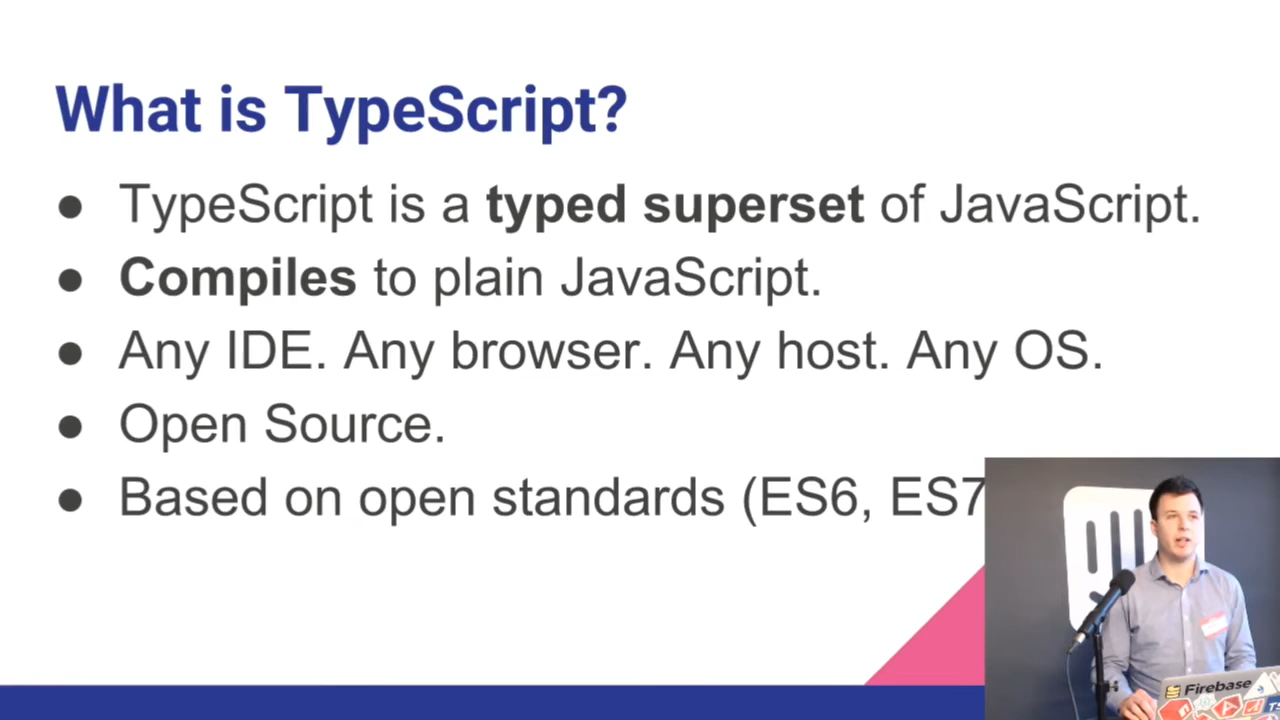 What is TypeScript?
● TypeScript is a typed superset of JavaScript.
● Compiles to plain JavaScript.
● Any IDE. Any browser. Any host. Any OS.
● Open Source.
● Based on open standards (ES6, ES7
Firebase
TS